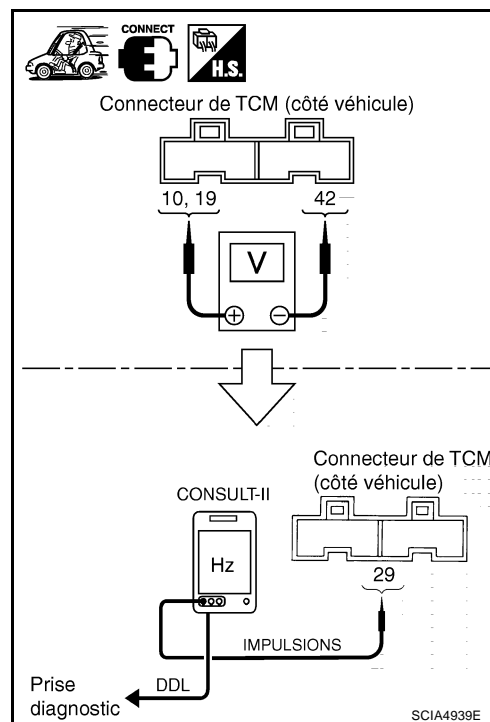 CONNECT
H.S.
Connecteur de TCM (côté véhicule)
10, 19
42
V
+ −
CONSULT-II
Hz
Connecteur de TCM
(côté véhicule)
29
IMPULSIONS
DDL
Prise
diagnostic
SCIA4939E